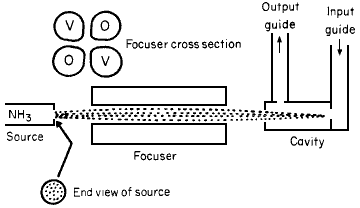 Output
guide
Input
guide
V O
O V
Focuser cross section
NH3
Source
Focuser
Cavity
End view of source